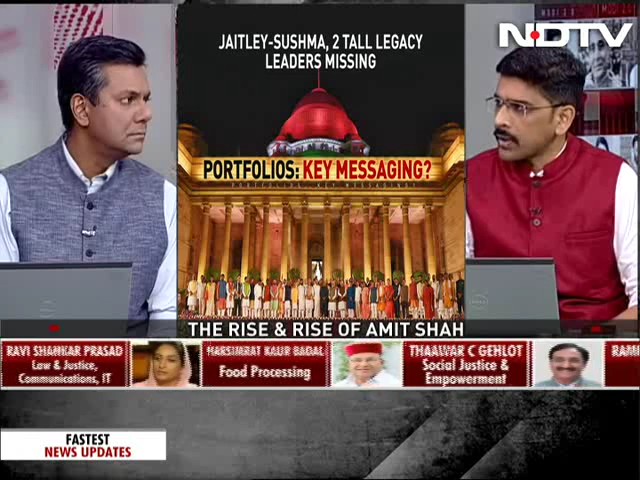 NDTV
JAITLEY-SUSHMA, 2 TALL LEGACY
LEADERS MISSING
PORTFOLIOS: KEY MESSAGING?
THE RISE & RISE OF AMIT SHAH
RAVI SHANKAR PRASAD
Law & Justice,
Communications, IT
HARSIMRAT KAUR BADAL
Food Processing
THAAWAR C GEHLOT
Social Justice &
Empowerment
FASTEST
NEWS UPDATES